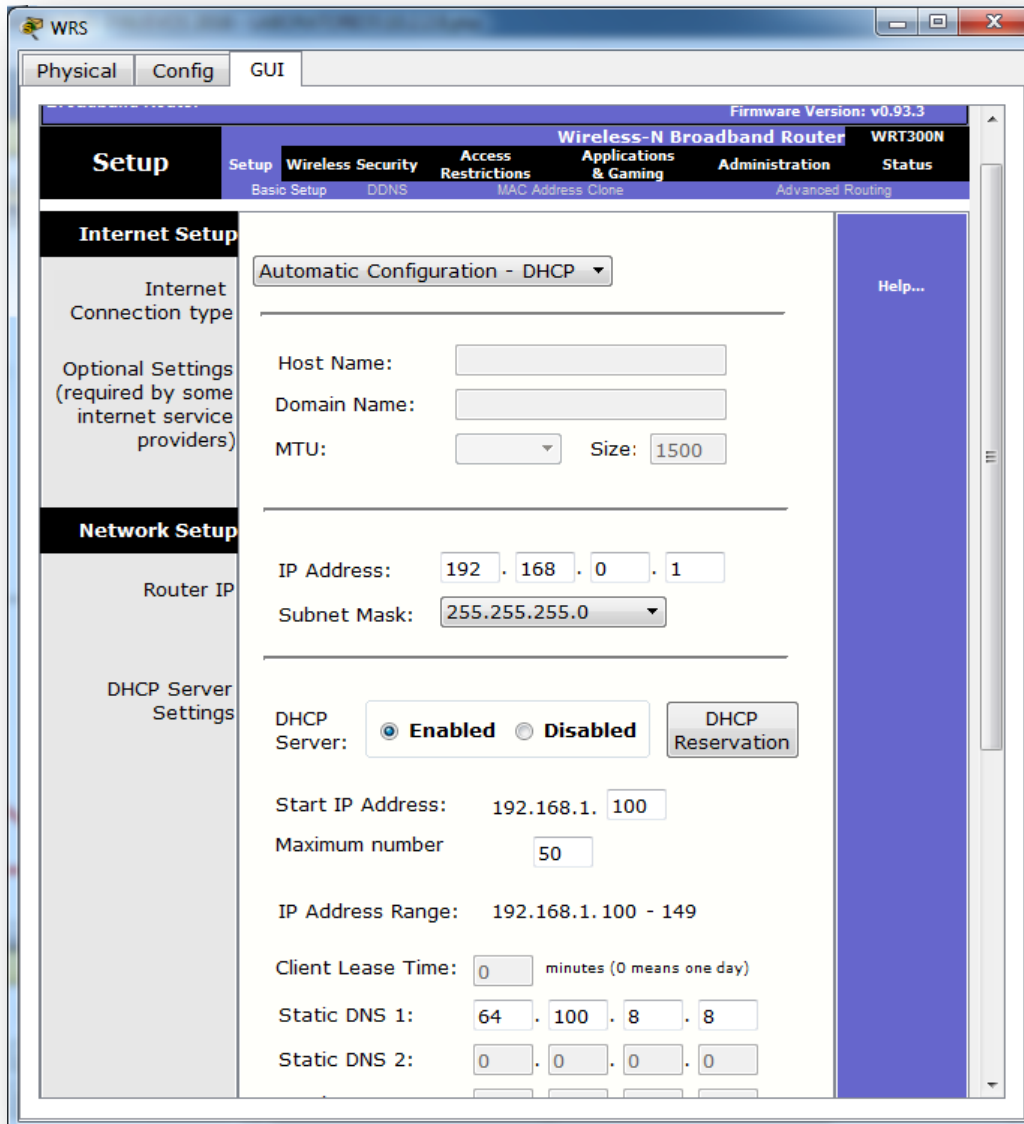 WRS
Physical Config GUI
Firmware Version: v0.93.3
Wireless-N Broadband Router WRT300N
Setup
Setup Wireless Security Access Restrictions Applications & Gaming Administration Status
Basic Setup DDNS MAC Address Clone Advanced Routing
Internet Setup
Automatic Configuration - DHCP
Internet
Connection type
Help...
Optional Settings
(required by some
internet service
providers)
Host Name:
Domain Name:
MTU: Size: 1500
Network Setup
Router IP
IP Address: 192 . 168 . 0 . 1
Subnet Mask: 255.255.255.0
DHCP Server
Settings
DHCP
Server: Enabled Disabled
DHCP
Reservation
Start IP Address: 192.168.1. 100
Maximum number 50
IP Address Range: 192.168.1.100 - 149
Client Lease Time: 0 minutes (0 means one day)
Static DNS 1: 64 . 100 . 8 . 8
Static DNS 2: 0 . 0 . 0 . 0